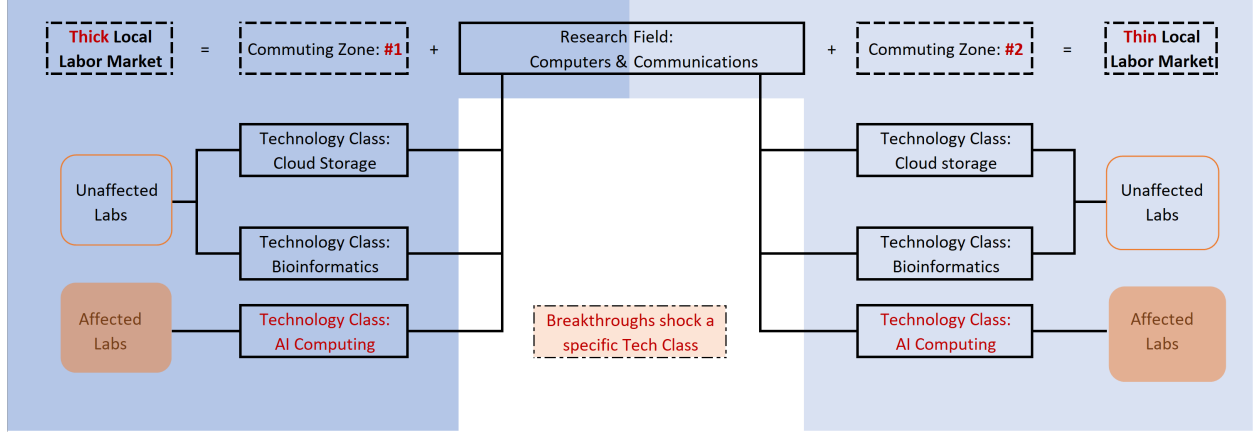 Thick Local
Labor Market
=
Commuting Zone: #1
+
Research Field:
Computers & Communications
+
Commuting Zone: #2
=
Thin Local
Labor Market
Technology Class:
Cloud Storage
Unaffected
Labs
Technology Class:
Bioinformatics
Affected
Labs
Technology Class:
AI Computing
Breakthroughs shock a
specific Tech Class
Technology Class:
Cloud storage
Unaffected
Labs
Technology Class:
Bioinformatics
Technology Class:
AI Computing
Affected
Labs